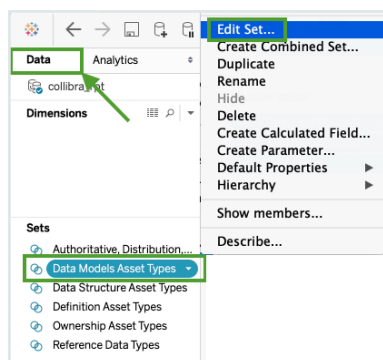 Data
Analytics
collibra_rpt
Dimensions
Sets
Authoritative, Distribution,...
Data Models Asset Types
Data Structure Asset Types
Definition Asset Types
Ownership Asset Types
Reference Data Types
Edit Set...
Create Combined Set...
Duplicate
Rename
Hide
Delete
Create Calculated Field...
Create Parameter...
Default Properties
Hierarchy
Show members...
Describe...